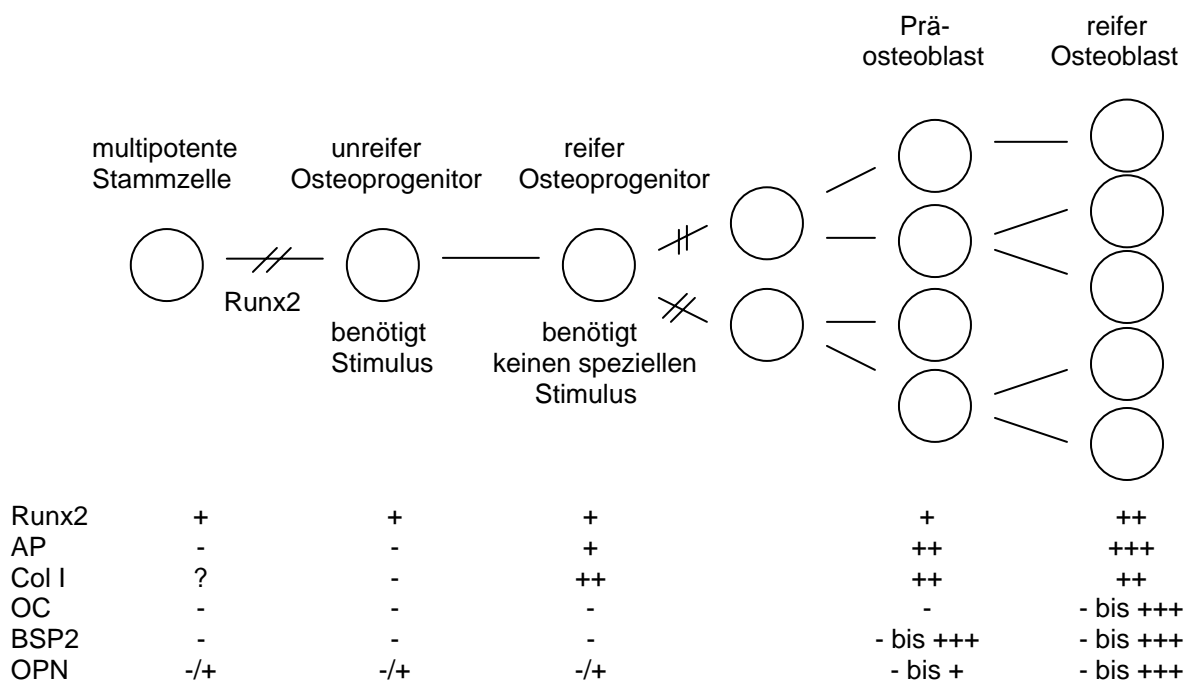 Prä-
osteoblast
reifer
Osteoblast
multipotente
Stammzelle
unreifer
Osteoprogenitor
reifer
Osteoprogenitor
Runx2
benötigt
Stimulus
benötigt
keinen speziellen
Stimulus
Runx2 + + + + ++
AP - - + ++ +++
Col I ? - ++ ++ ++
OC - - - - - bis +++
BSP2 - - - - bis +++ - bis +++
OPN -/+ -/+ -/+ - bis + - bis +++